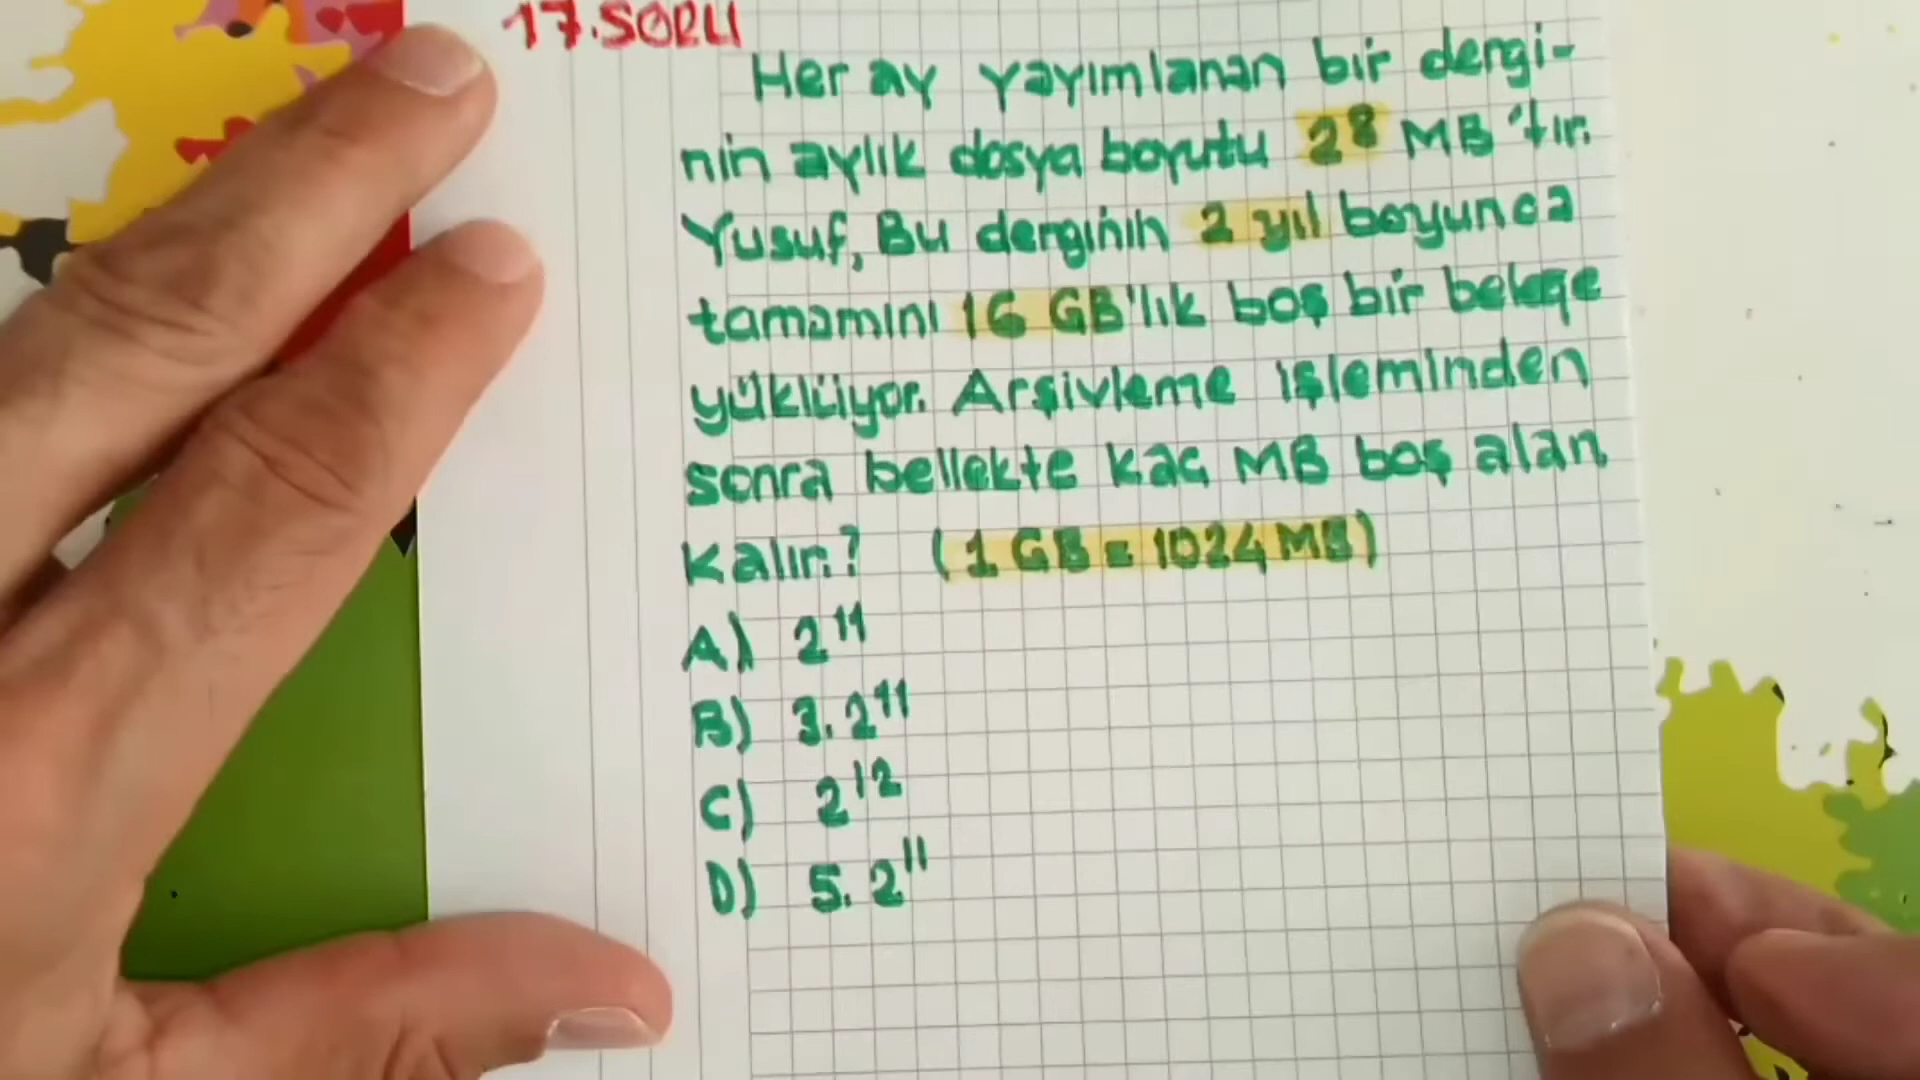 17.SORU
Her ay yayımlanan bir dergi-
nin aylık dosya boyutu 2⁸ MB'tır.
Yusuf, Bu derginin 2 yıl boyunca
tamamını 16 GB'lık boş bir belleğe
yüklüyor. Arşivleme işleminden
sonra bellekte kaç MB boş alan
kalır? (1 GB = 1024 MB)
A) 2¹¹
B) 3.2¹¹
C) 2¹²
D) 5.2¹¹